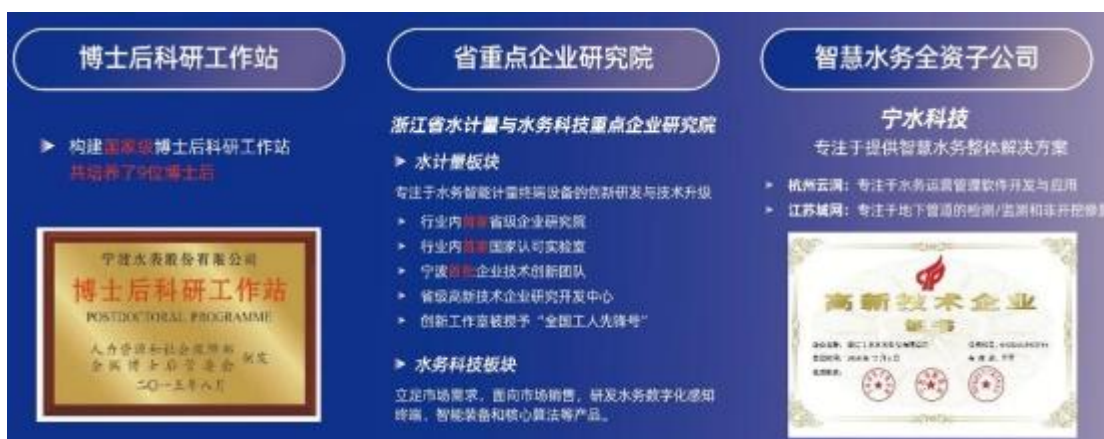 博士后科研工作站
构建国家级博士后科研工作站
共培养了9位博士后
宁波水表股份有限公司
博士后科研工作站
POSTDOCTORAL PROGRAMME
人力资源和社会保障部
全国博士后管委会 制发
二〇一五年八月
省重点企业研究院
浙江省水计量与水务科技重点企业研究院
水计量板块
专注于水务智能计量终端设备的创新研发与技术升级
行业内首家省级企业研究院
行业内首家国家认可实验室
宁波首批企业技术创新团队
省级高新技术企业研究开发中心
创新工作室被授予“全国工人先锋号”
水务科技板块
立足市场需求，面向市场销售，研发水务数字化感知
终端、智能装备和核心算法等产品。
智慧水务全资子公司
宁水科技
专注于提供智慧水务整体解决方案
杭州云润：专注于水务运营管理软件开发与应用
江苏城网：专注于地下管道的检测/监测和非开挖修复
高新技术企业
证书